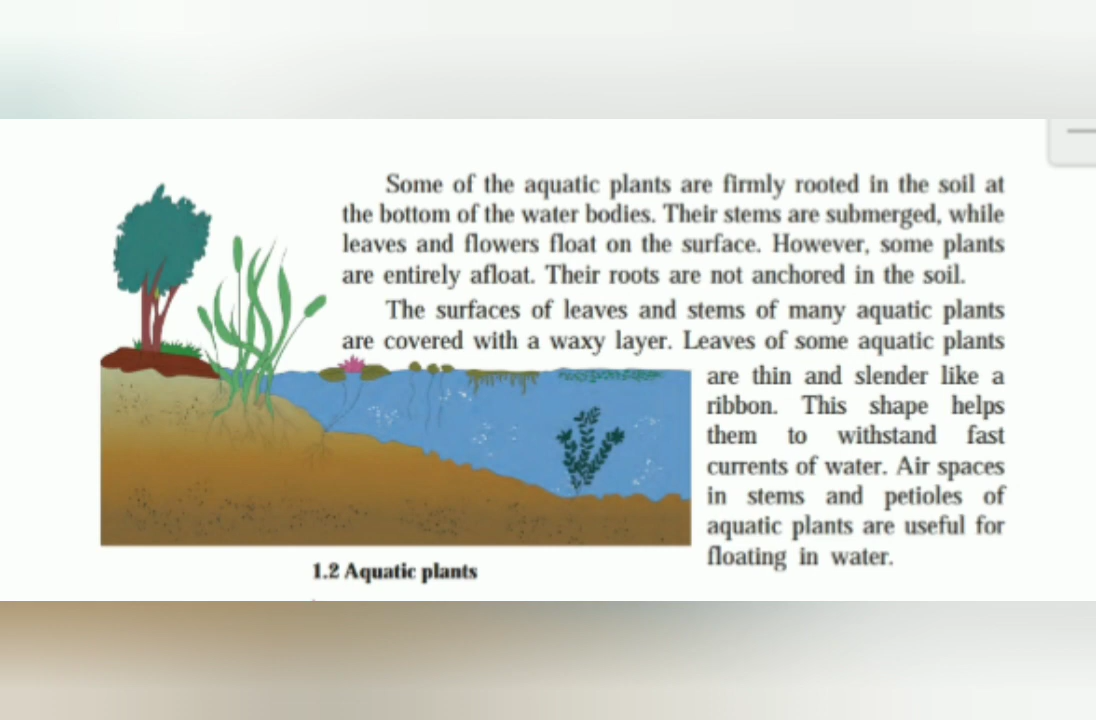 Some of the aquatic plants are firmly rooted in the soil at
the bottom of the water bodies. Their stems are submerged, while
leaves and flowers float on the surface. However, some plants
are entirely afloat. Their roots are not anchored in the soil.
The surfaces of leaves and stems of many aquatic plants
are covered with a waxy layer. Leaves of some aquatic plants
are thin and slender like a
ribbon. This shape helps
them to withstand fast
currents of water. Air spaces
in stems and petioles of
aquatic plants are useful for
floating in water.
1.2 Aquatic plants